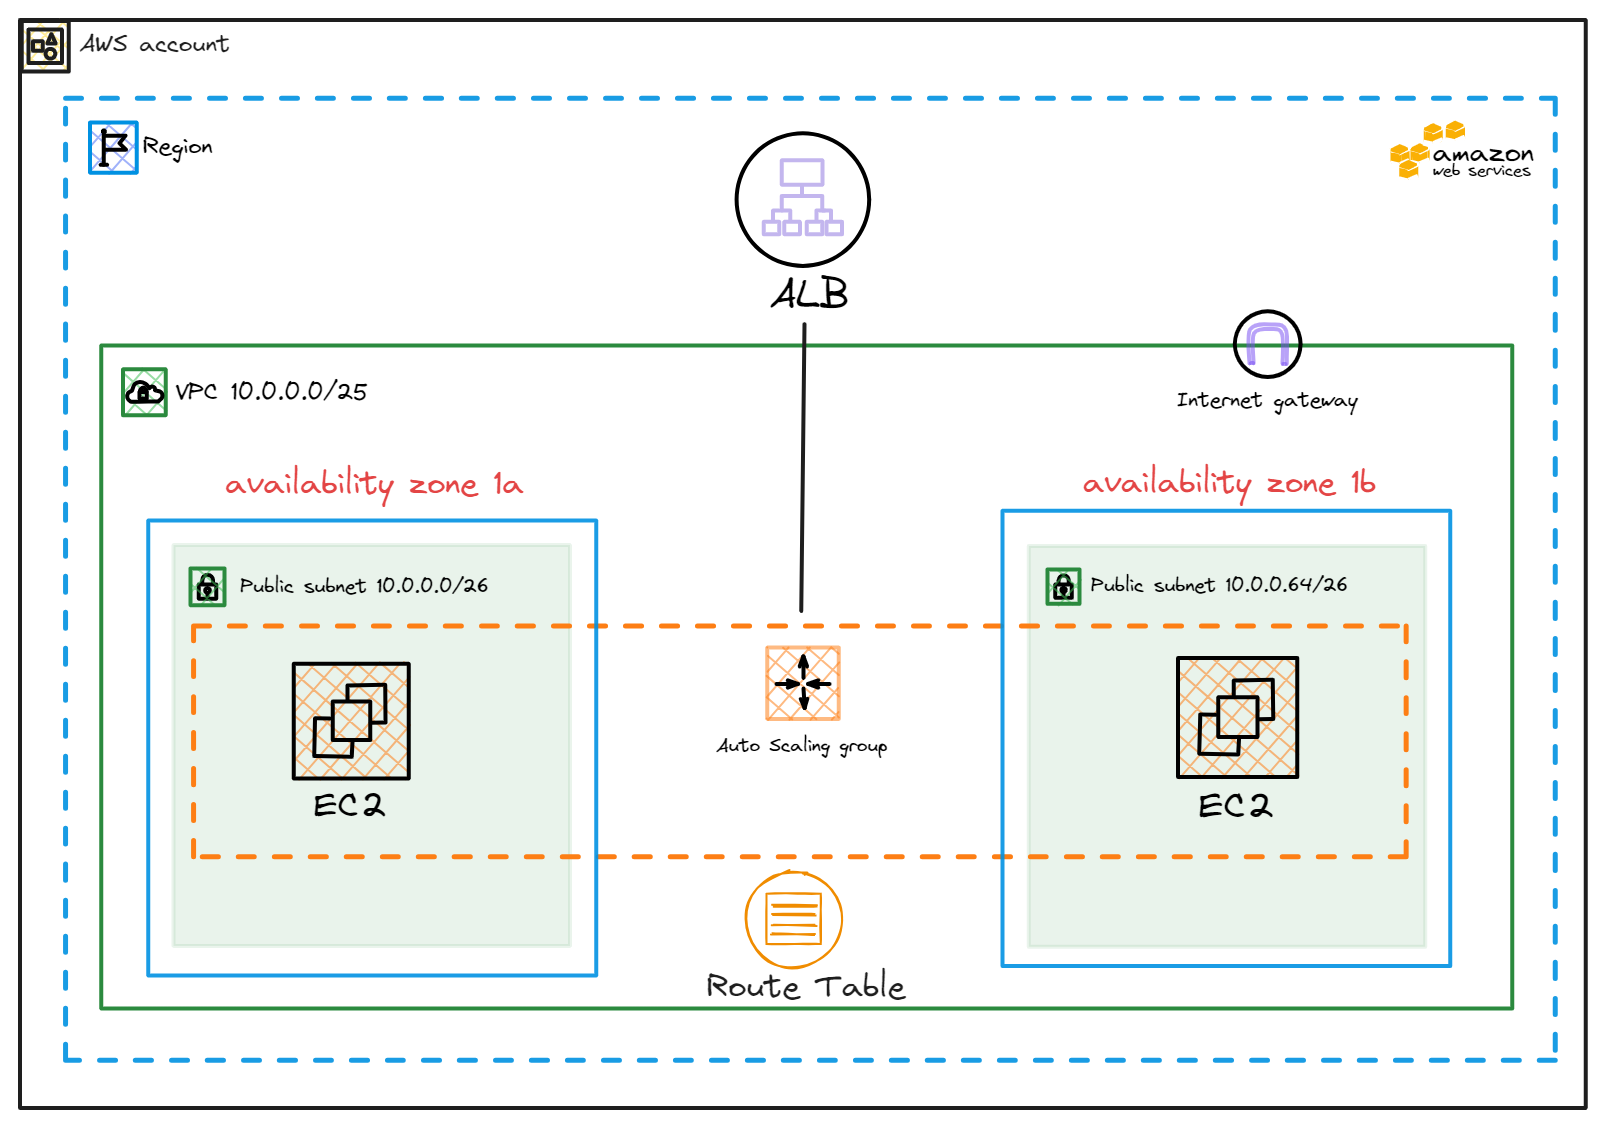 AWS account
Region
amazon
web services
ALB
VPC 10.0.0.0/25
Internet gateway
availability zone 1a
availability zone 1b
Public subnet 10.0.0.0/26
Public subnet 10.0.0.64/26
Auto Scaling group
EC2
EC2
Route Table